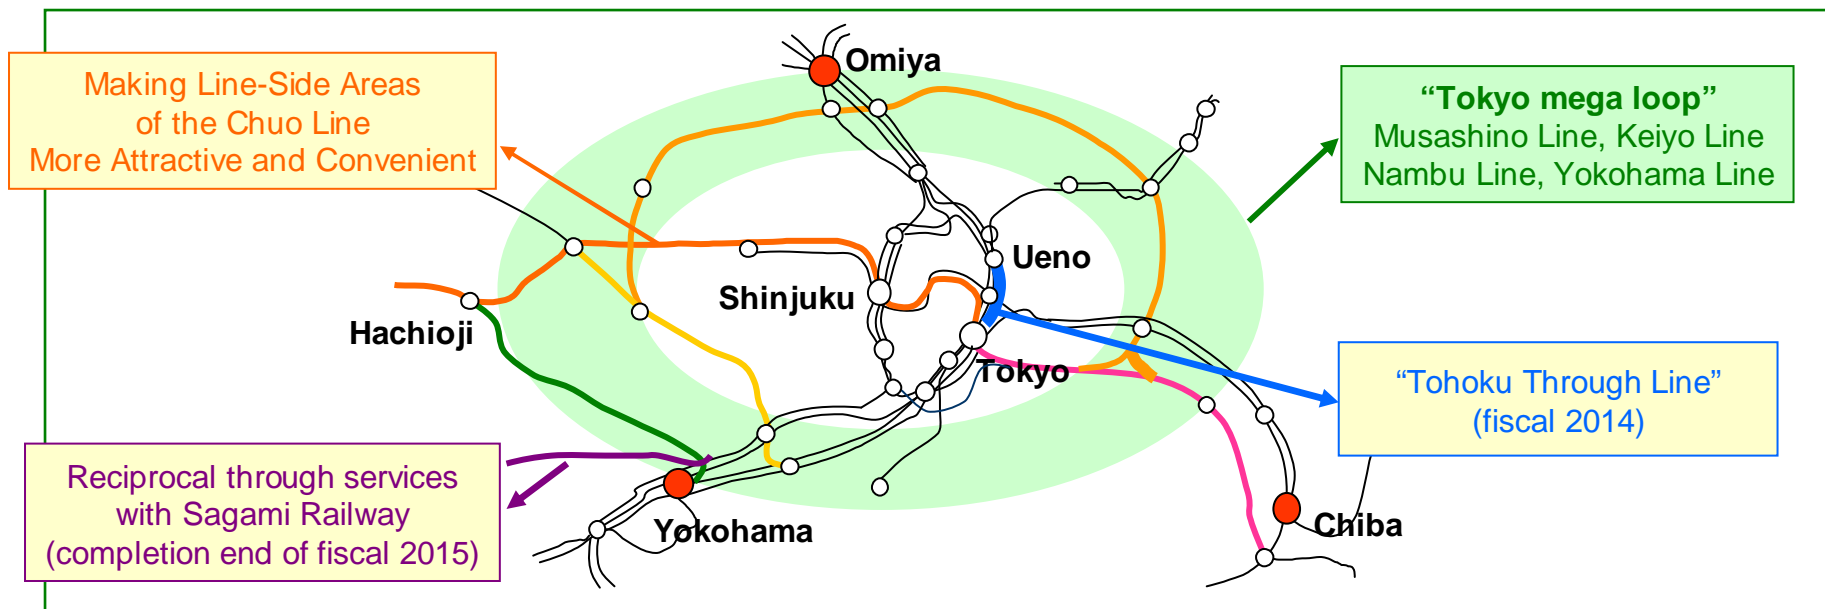 Making Line-Side Areas
of the Chuo Line
More Attractive and Convenient
Omiya
“Tokyo mega loop”
Musashino Line, Keiyo Line
Nambu Line, Yokohama Line
Ueno
Shinjuku
Hachioji
Tokyo
“Tohoku Through Line”
(fiscal 2014)
Reciprocal through services
with Sagami Railway
(completion end of fiscal 2015)
Yokohama
Chiba